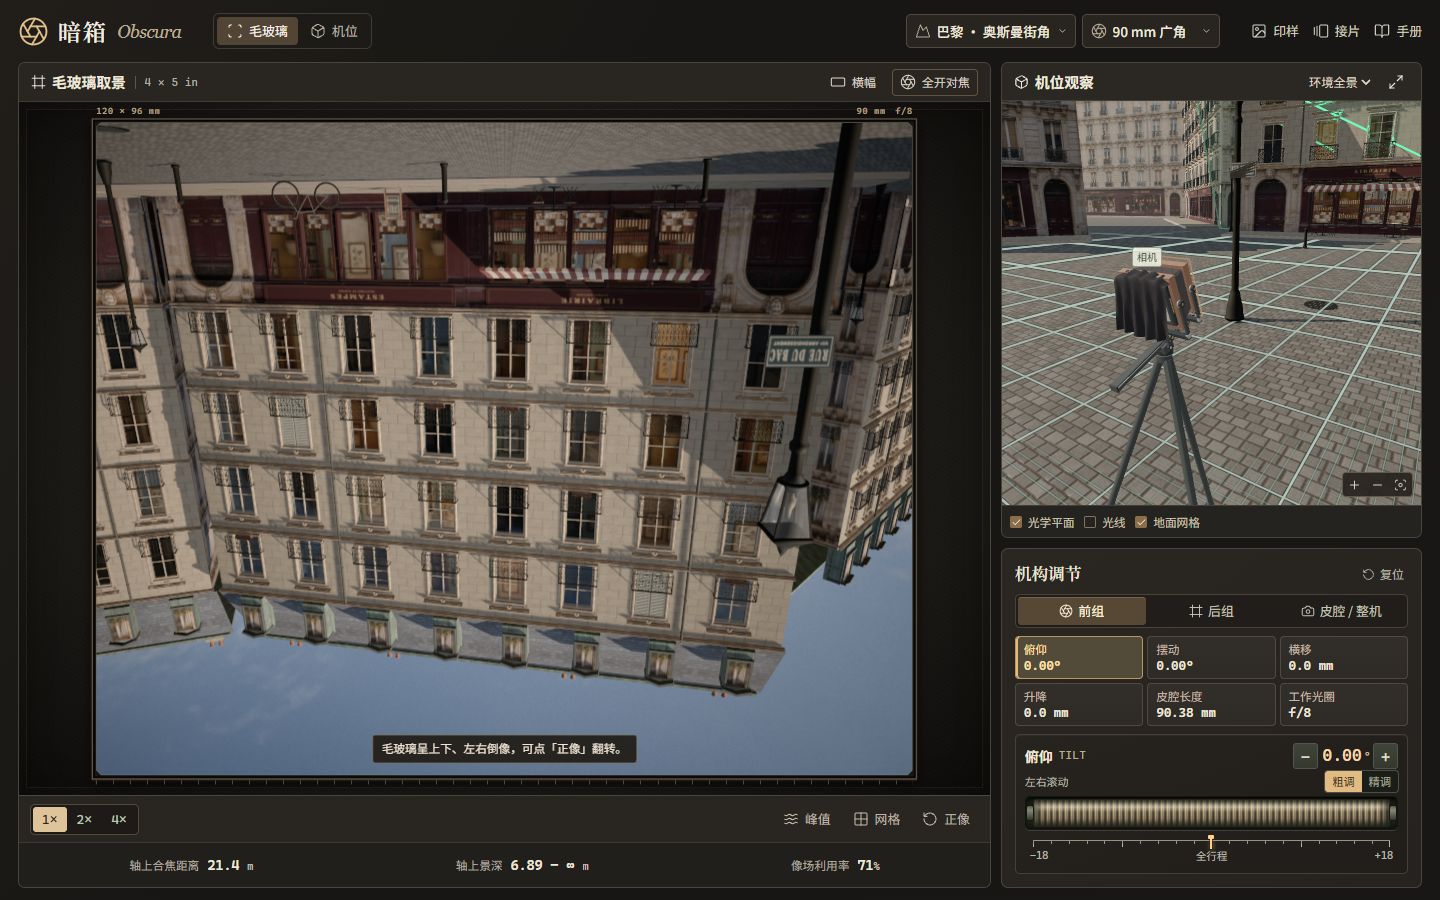 暗箱 Obscura
毛玻璃 机位
巴黎・奥斯曼街角
90 mm 广角
印样 接片 手册
毛玻璃取景 4 × 5 in
横幅 全开对焦
120 × 96 mm
90 mm f/8
ESTAMPES
LIBRAIRIE
RUE DU BAC
毛玻璃呈上下、左右倒像，可点「正像」翻转。
1× 2× 4×
峰值 网格 正像
轴上合焦距离 21.4 m
轴上景深 6.89 – ∞ m
像场利用率 71%
机位观察
环境全景
LIBRAIRIE
相机
光学平面 光线 地面网格
机构调节
复位
前组 后组 皮腔 / 整机
俯仰
0.00°
摆动
0.00°
横移
0.0 mm
升降
0.0 mm
皮腔长度
90.38 mm
工作光圈
f/8
俯仰 TILT
− 0.00° +
左右滚动
粗调 精调
−18 全行程 +18